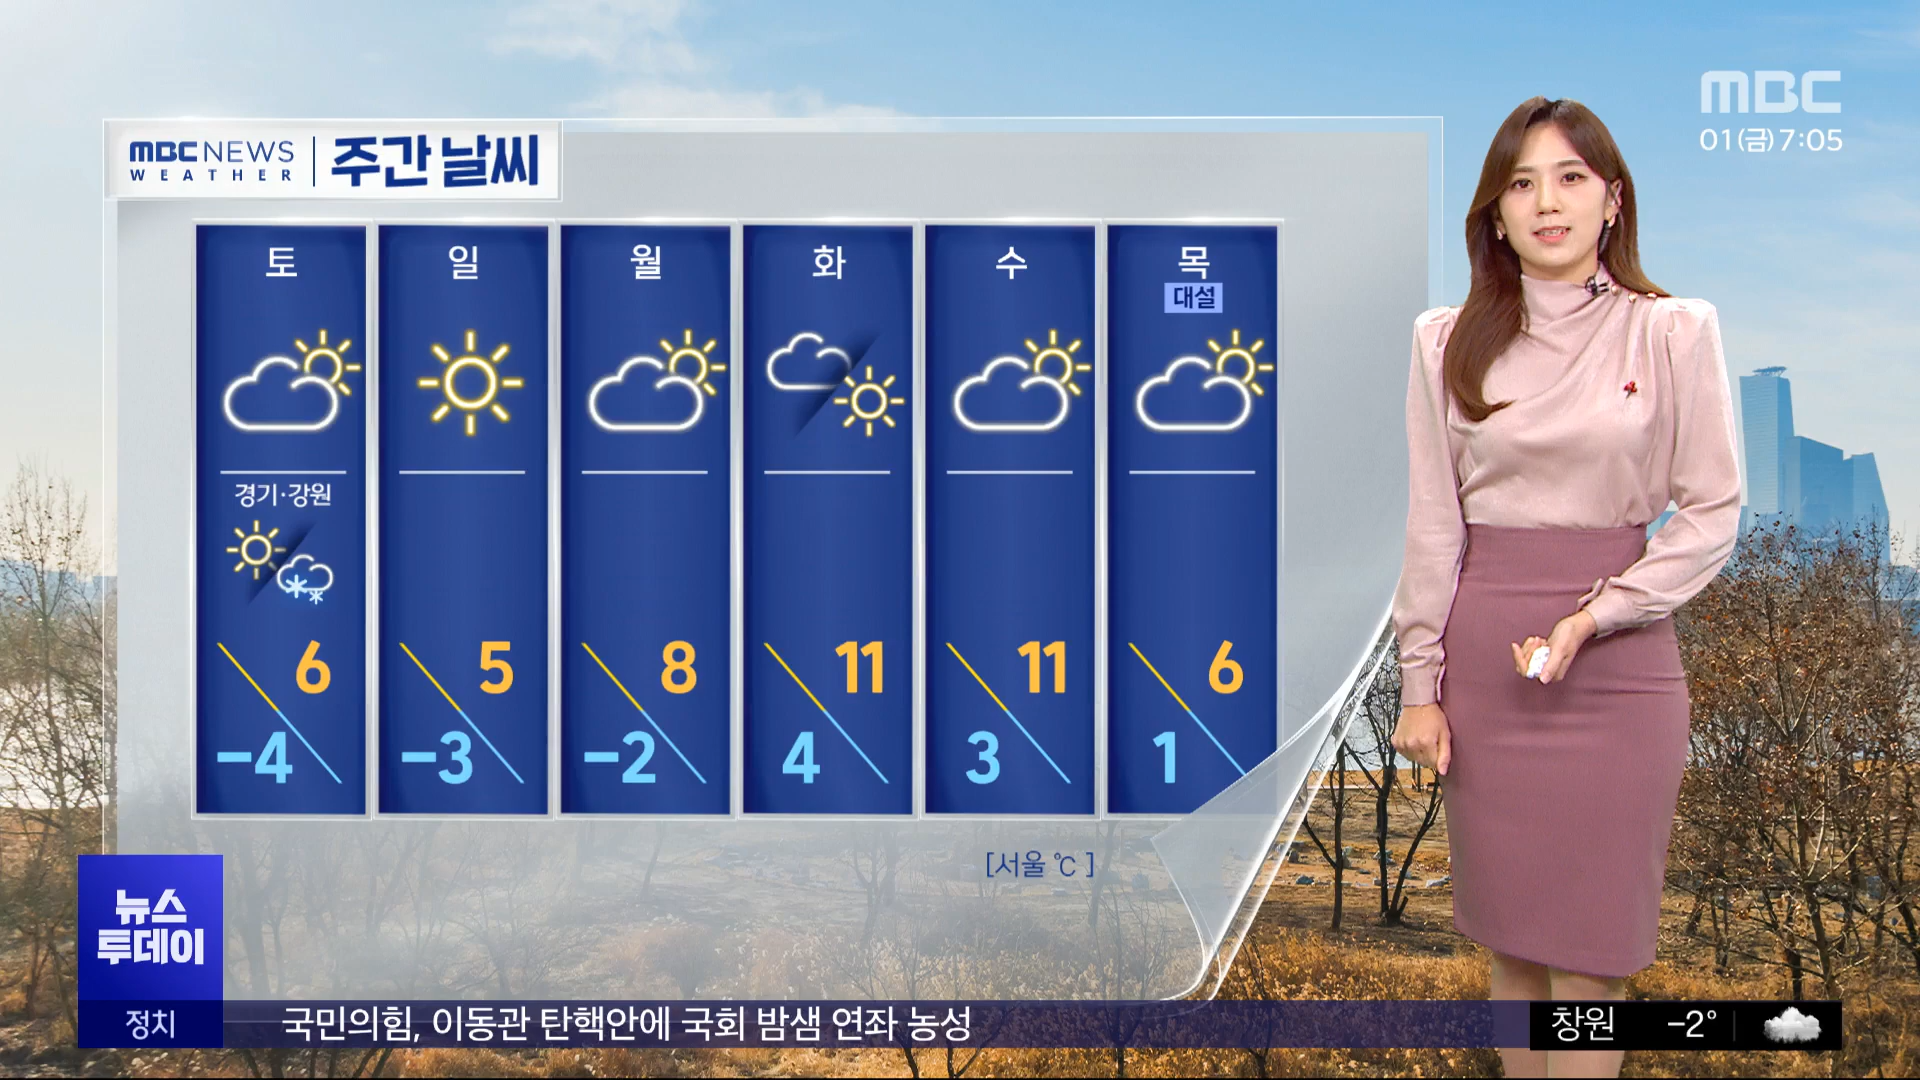 MBC
01(금) 7:05
MBC NEWS
WEATHER
주간 날씨
토
일
월
화
수
목
대설
경기·강원
6
-4
5
-3
8
-2
11
4
11
3
6
1
[서울 ℃]
뉴스
투데이
정치
국민의힘, 이동관 탄핵안에 국회 밤샘 연좌 농성
창원 -2°